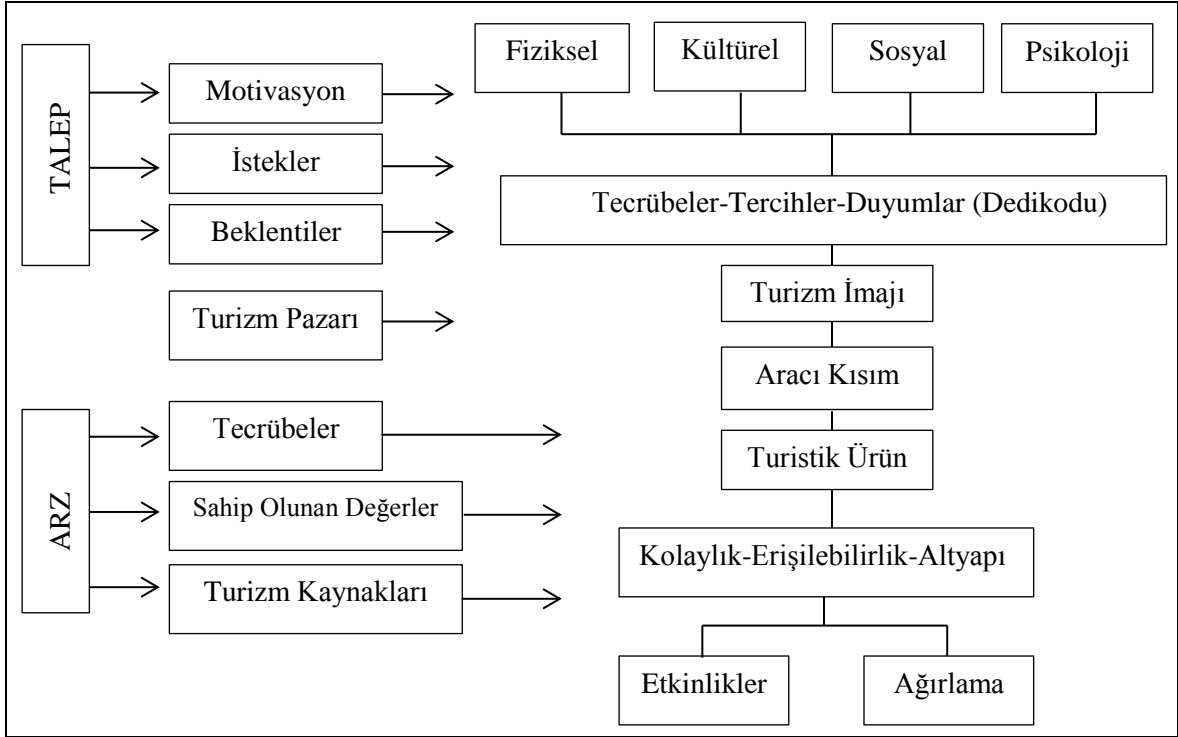 Fiziksel
Kültürel
Sosyal
Psikoloji
TALEP
Motivasyon
İstekler
Beklentiler
Tecrübeler-Tercihler-Duyumlar (Dedikodu)
Turizm İmajı
Turizm Pazarı
Aracı Kısım
ARZ
Tecrübeler
Turistik Ürün
Sahip Olunan Değerler
Kolaylık-Erişilebilirlik-Altyapı
Turizm Kaynakları
Etkinlikler
Ağırlama